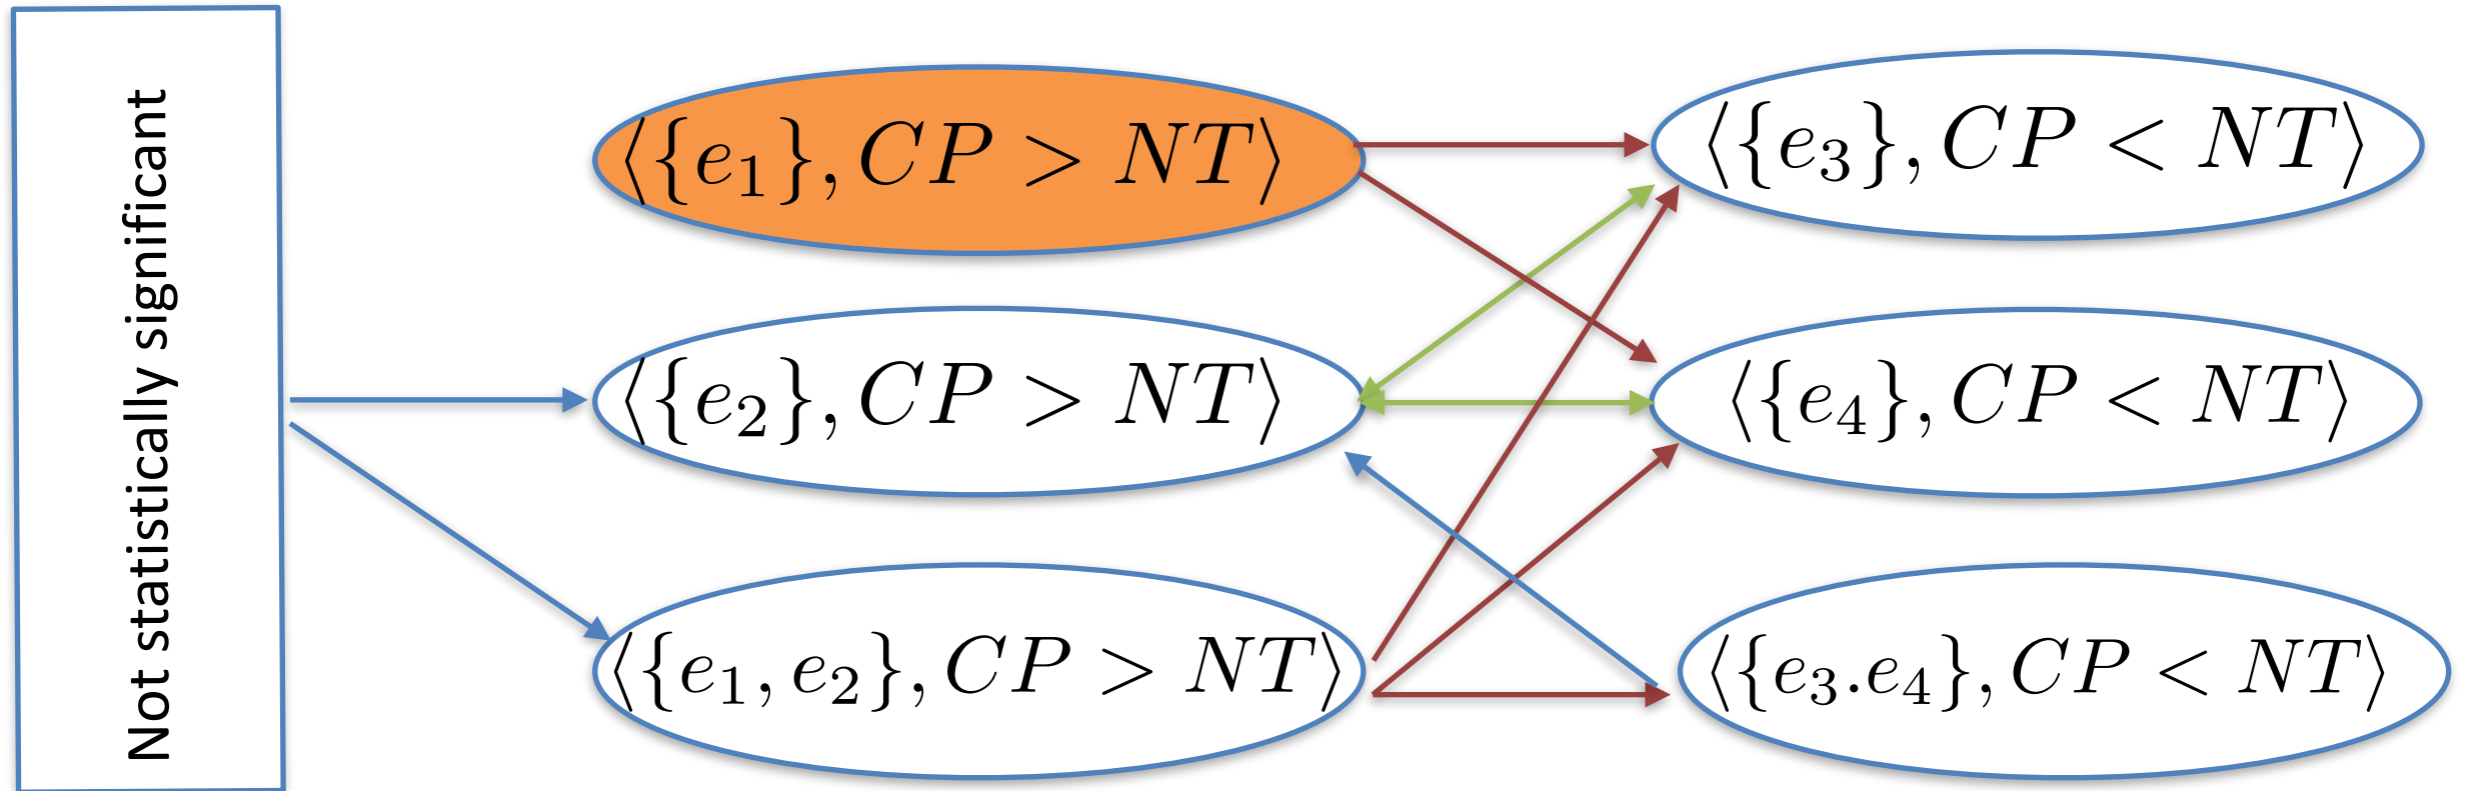 Not statistically significant
⟨{e₁}, CP > NT⟩
⟨{e₂}, CP > NT⟩
⟨{e₁, e₂}, CP > NT⟩
⟨{e₃}, CP < NT⟩
⟨{e₄}, CP < NT⟩
⟨{e₃.e₄}, CP < NT⟩